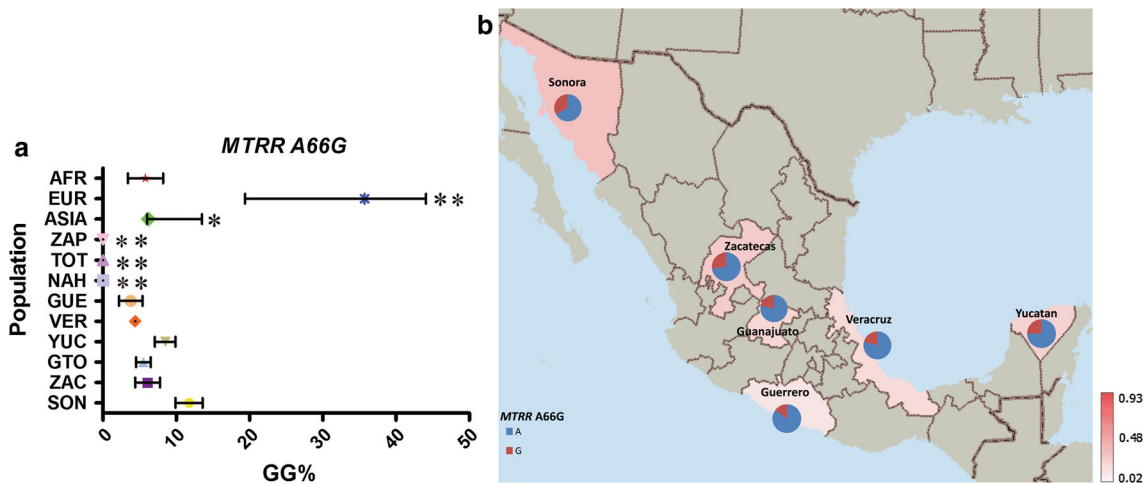 a
MTRR A66G
Population
AFR
EUR **
ASIA *
ZAP **
TOT **
NAH **
GUE
VER
YUC
GTO
ZAC
SON
0 10 20 30 40 50
GG%
b
Sonora
Zacatecas
Guanajuato
Veracruz
Yucatan
Guerrero
MTRR A66G
A
G
0.93
0.48
0.02